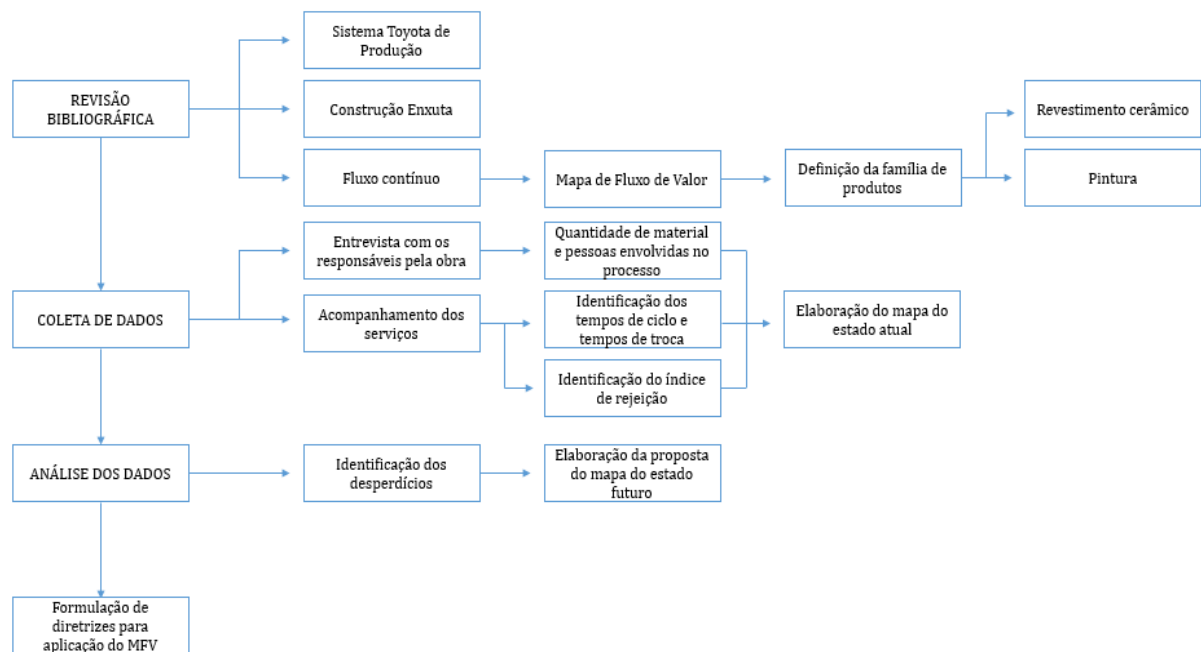 Sistema Toyota de
Produção
REVISÃO
BIBLIOGRÁFICA
Construção Enxuta
Revestimento cerâmico
Fluxo contínuo
Mapa de Fluxo de Valor
Definição da família de
produtos
Pintura
Entrevista com os
responsáveis pela obra
Quantidade de material
e pessoas envolvidas no
processo
COLETA DE DADOS
Acompanhamento dos
serviços
Identificação dos
tempos de ciclo e
tempos de troca
Elaboração do mapa do
estado atual
Identificação do índice
de rejeição
ANÁLISE DOS DADOS
Identificação dos
desperdícios
Elaboração da proposta
do mapa do estado
futuro
Formulação de
diretrizes para
aplicação do MFV